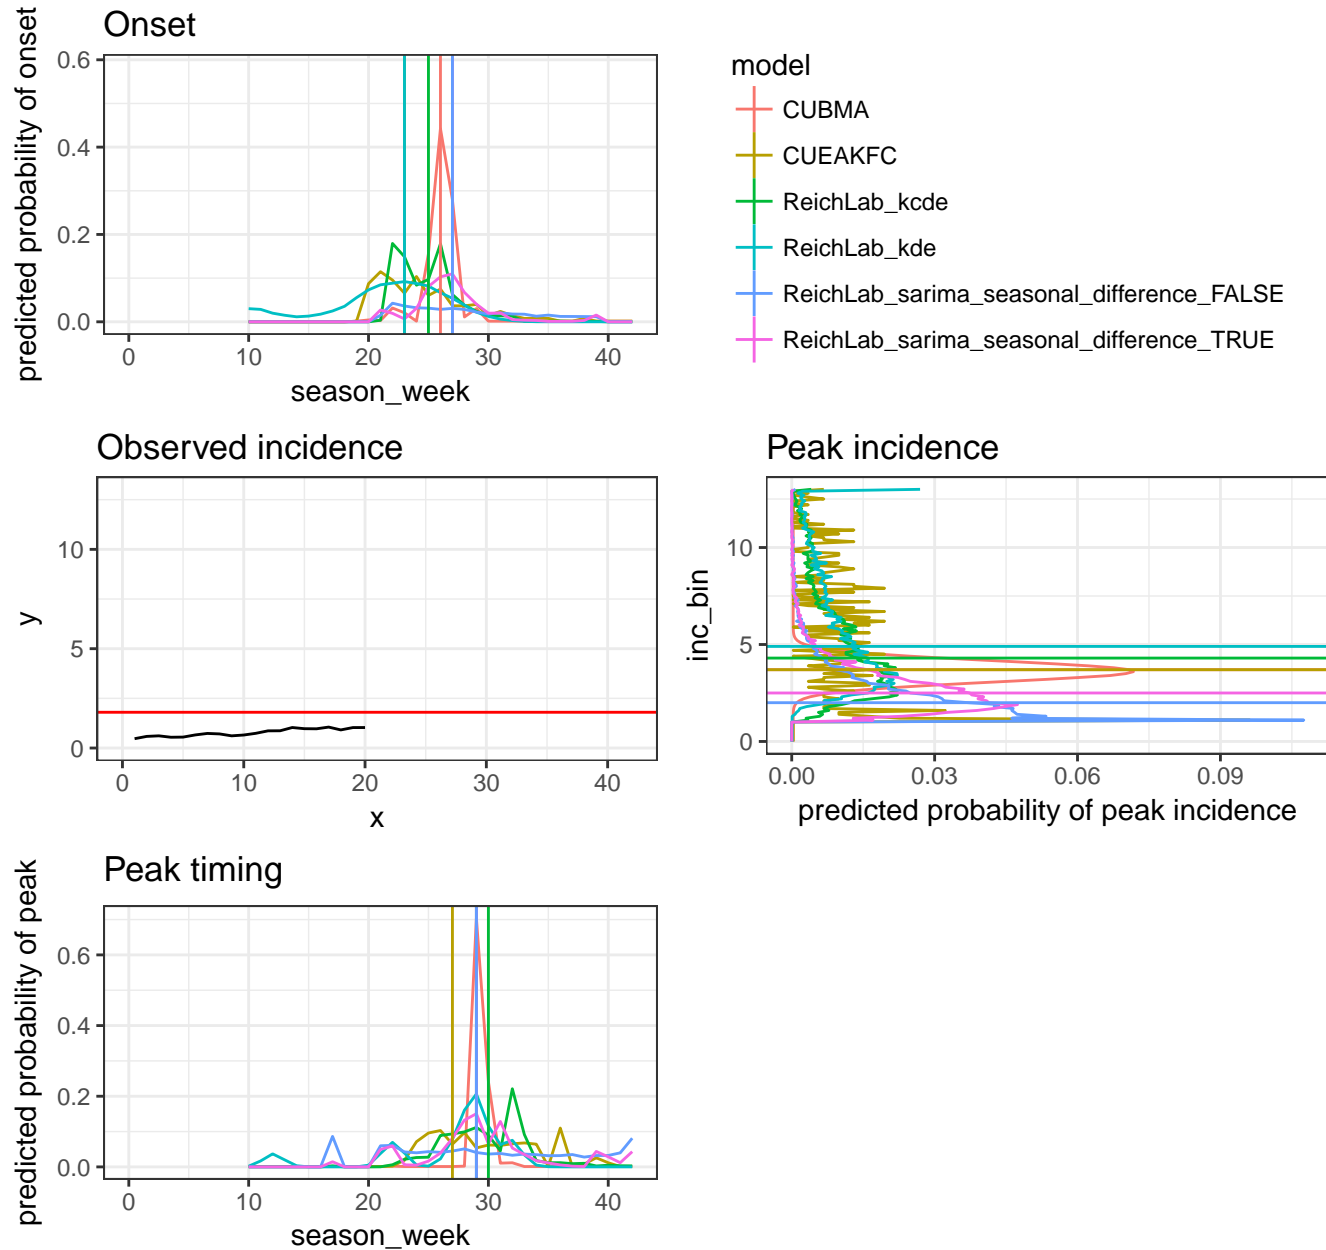 Onset
predicted probability of onset
0.6
0.4
0.2
0.0
0 10 20 30 40
season_week
model
CUBMA
CUEAKFC
ReichLab_kcde
ReichLab_kde
ReichLab_sarima_seasonal_difference_FALSE
ReichLab_sarima_seasonal_difference_TRUE
Observed incidence
y
10
5
0
0 10 20 30 40
x
Peak incidence
inc_bin
10
5
0
0.00 0.03 0.06 0.09
predicted probability of peak incidence
Peak timing
predicted probability of peak
0.6
0.4
0.2
0.0
0 10 20 30 40
season_week